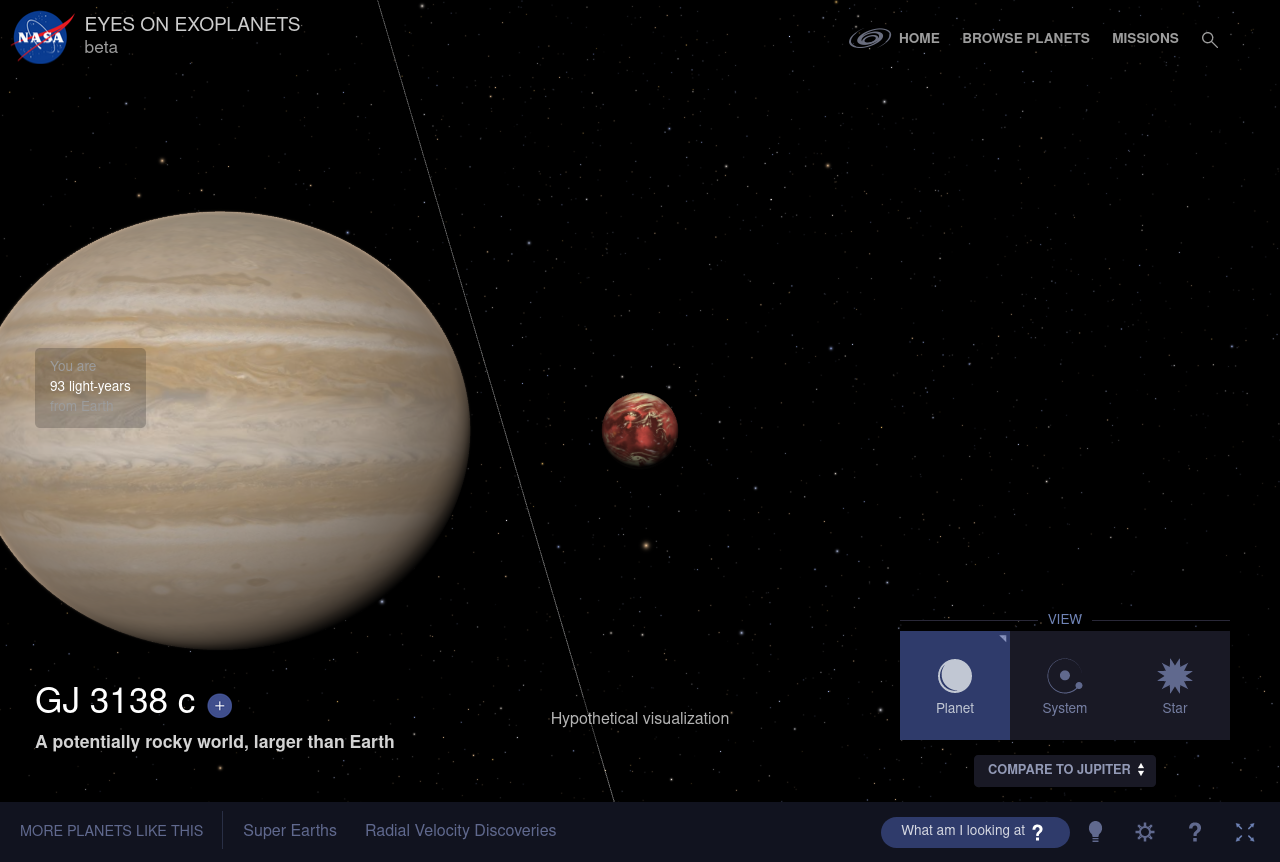 NASA
EYES ON EXOPLANETS
beta
HOME
BROWSE PLANETS
MISSIONS
You are
93 light-years
from Earth
GJ 3138 c
A potentially rocky world, larger than Earth
Hypothetical visualization
VIEW
Planet
System
Star
COMPARE TO JUPITER
MORE PLANETS LIKE THIS
Super Earths
Radial Velocity Discoveries
What am I looking at ?
?